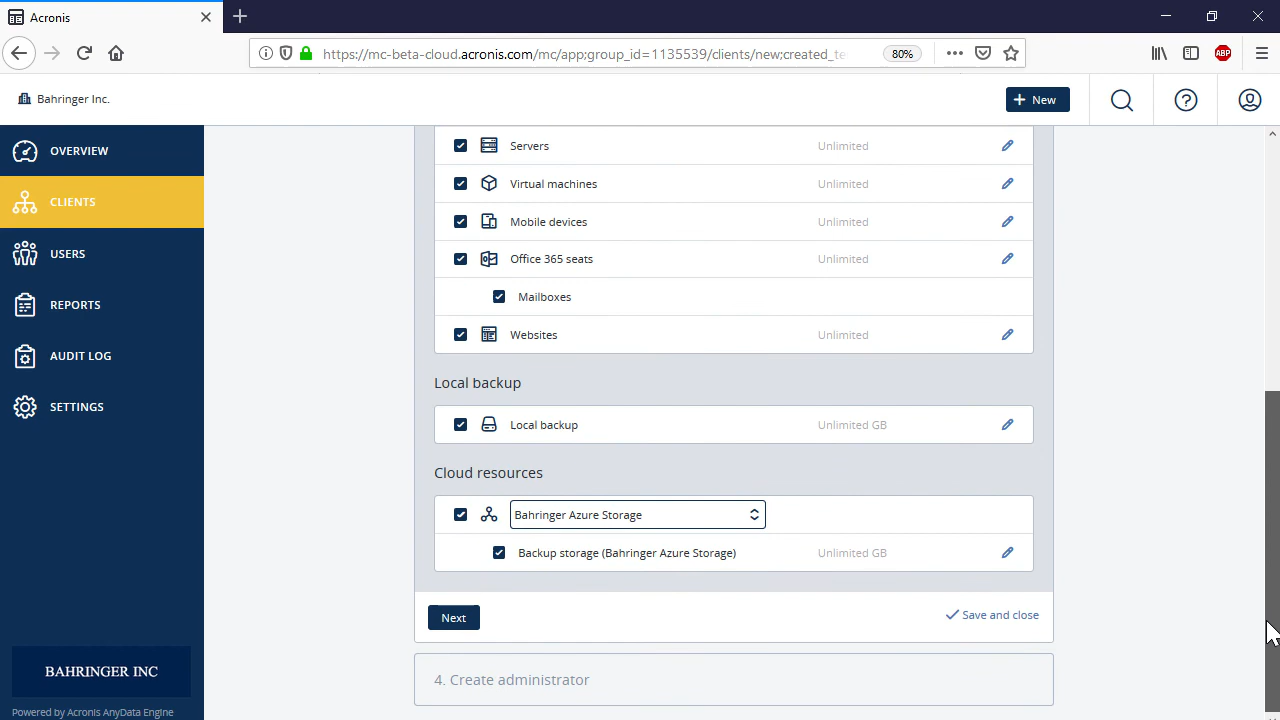 Acronis
https://mc-beta-cloud.acronis.com/mc/app;group_id=1135539/clients/new;created_te
80%
ABP
Bahringer Inc.
+ New
OVERVIEW
CLIENTS
USERS
REPORTS
AUDIT LOG
SETTINGS
BAHRINGER INC
Powered by Acronis AnyData Engine
Servers Unlimited
Virtual machines Unlimited
Mobile devices Unlimited
Office 365 seats Unlimited
Mailboxes
Websites Unlimited
Local backup
Local backup Unlimited GB
Cloud resources
Bahringer Azure Storage
Backup storage (Bahringer Azure Storage) Unlimited GB
Next
Save and close
4. Create administrator